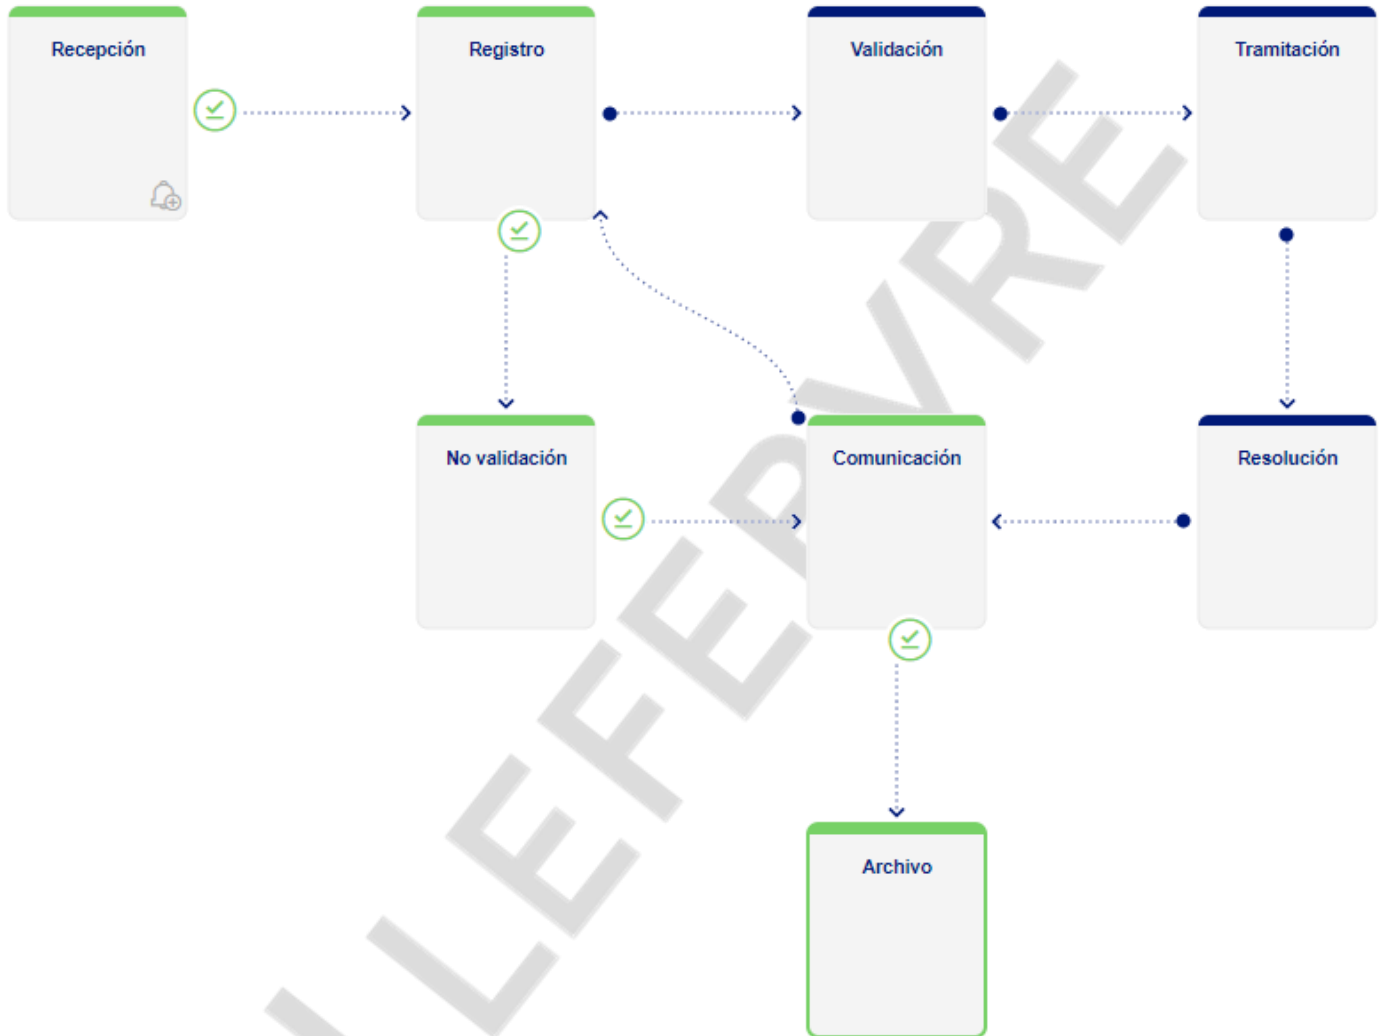 Recepción
Registro
Validación
Tramitación
No validación
Comunicación
Resolución
Archivo
LEFEBVRE